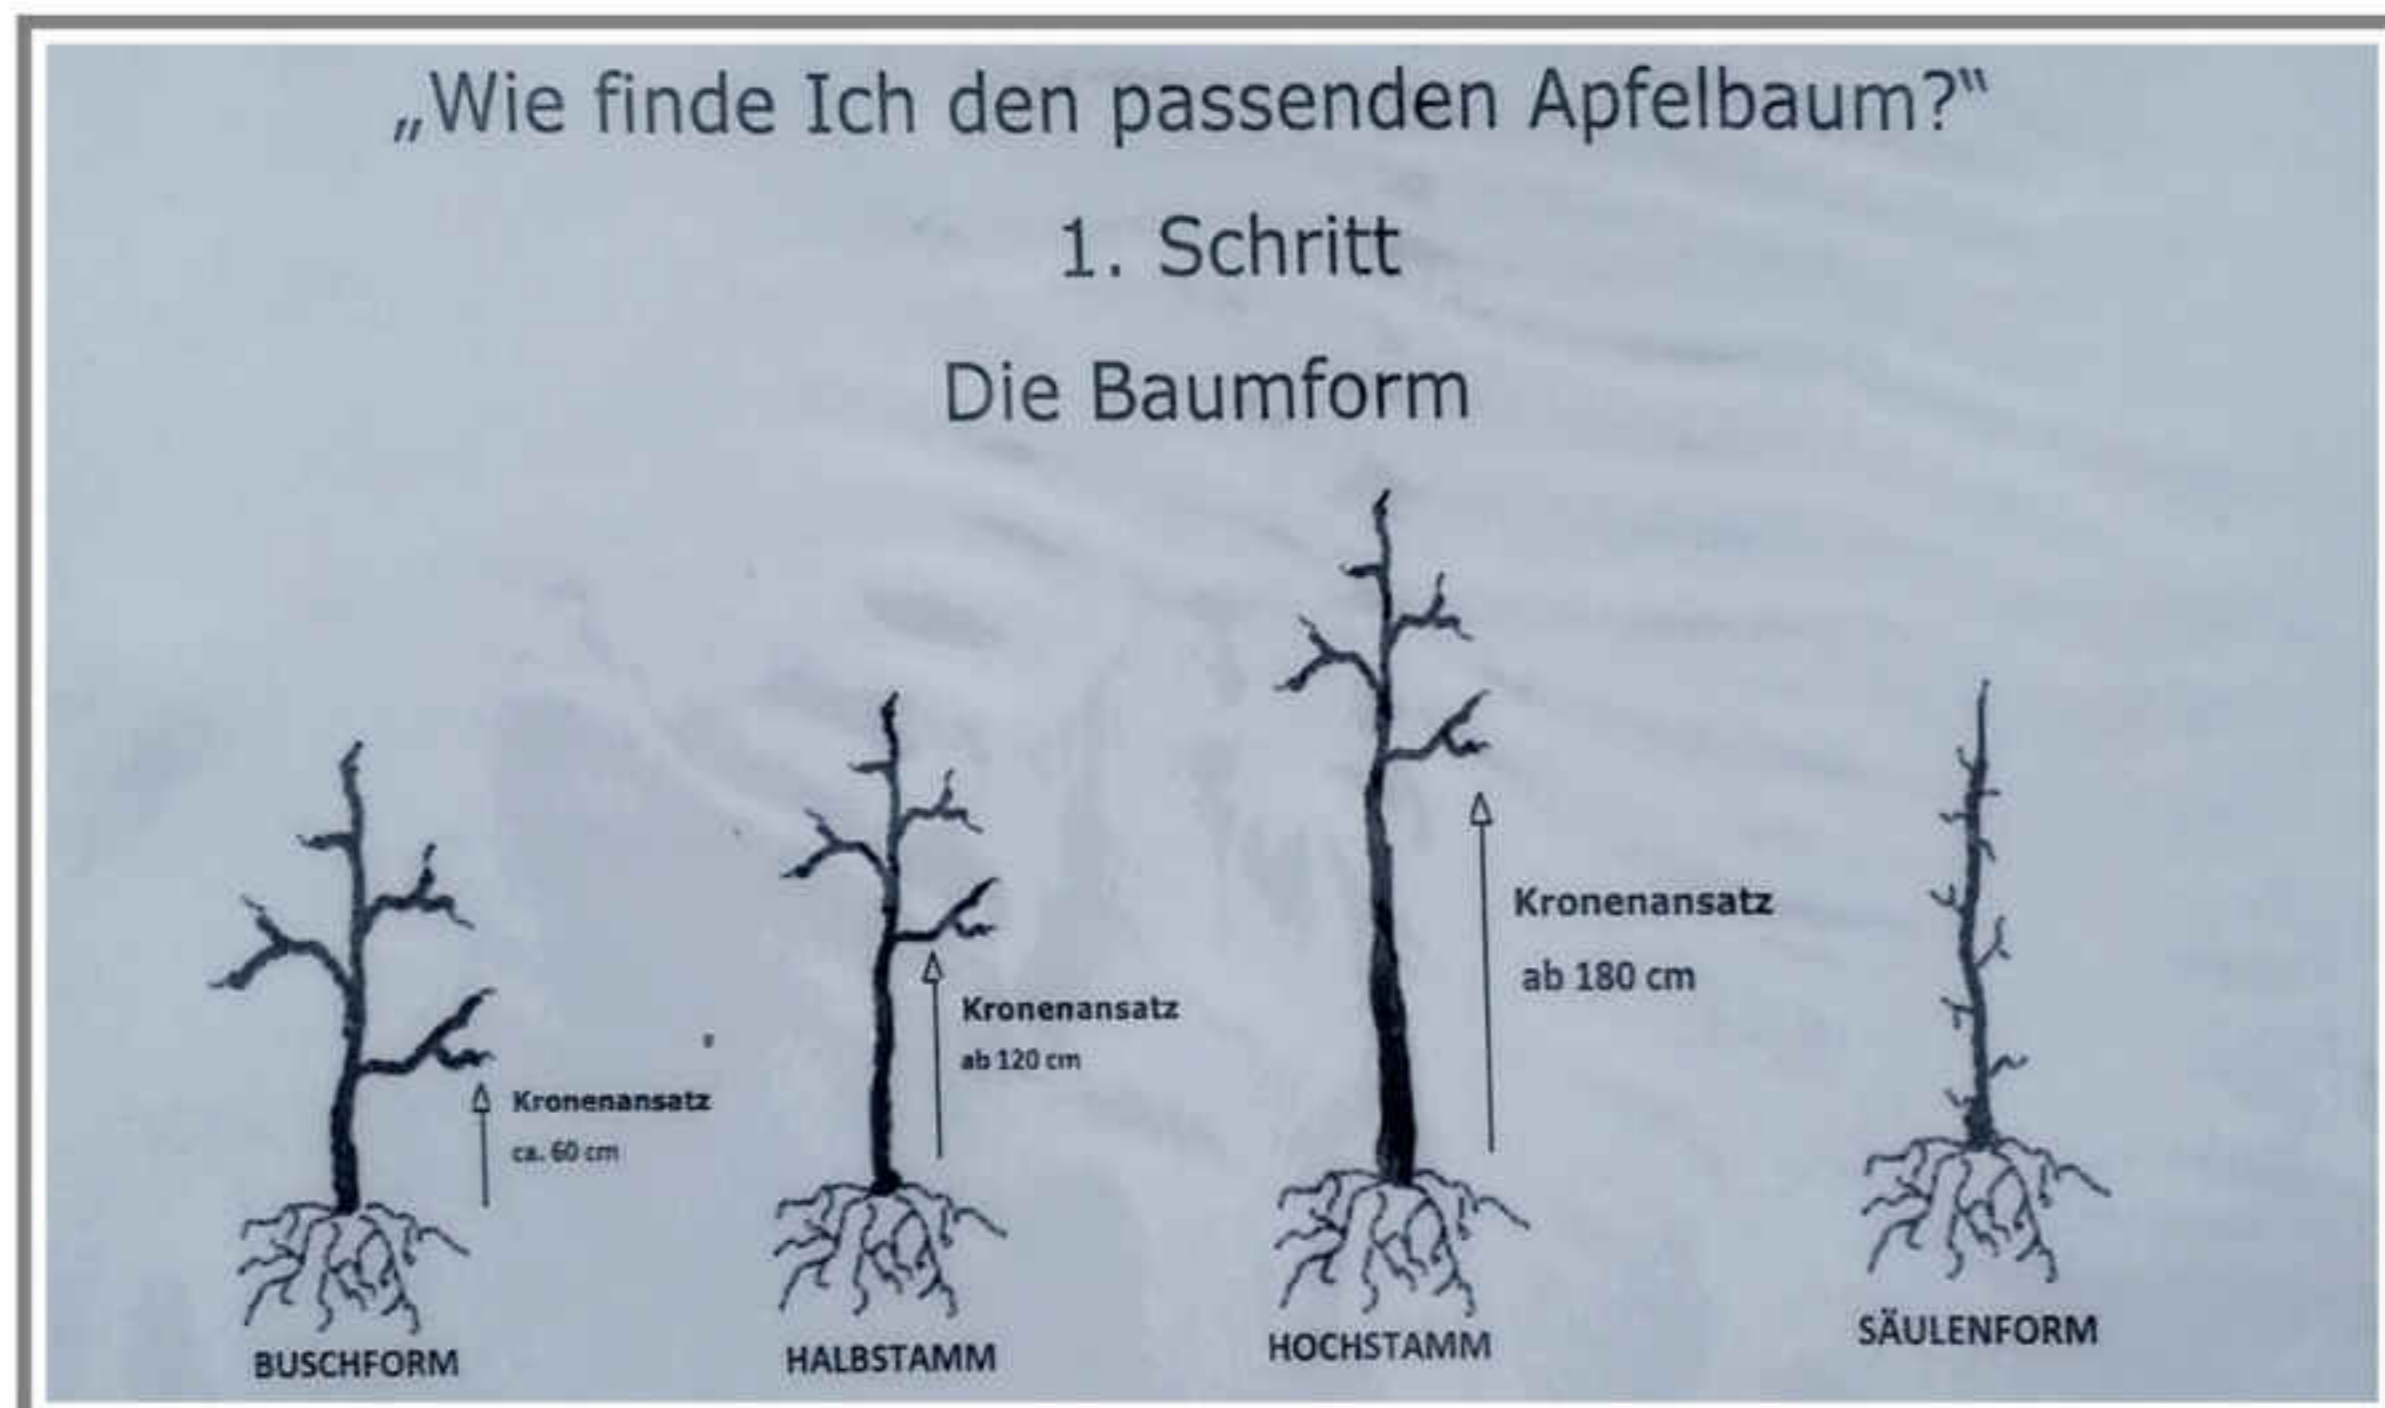 „Wie finde Ich den passenden Apfelbaum?“
1. Schritt
Die Baumform
Kronenansatz
ca. 60 cm
BUSCHFORM
Kronenansatz
ab 120 cm
HALBSTAMM
Kronenansatz
ab 180 cm
HOCHSTAMM
SÄULENFORM